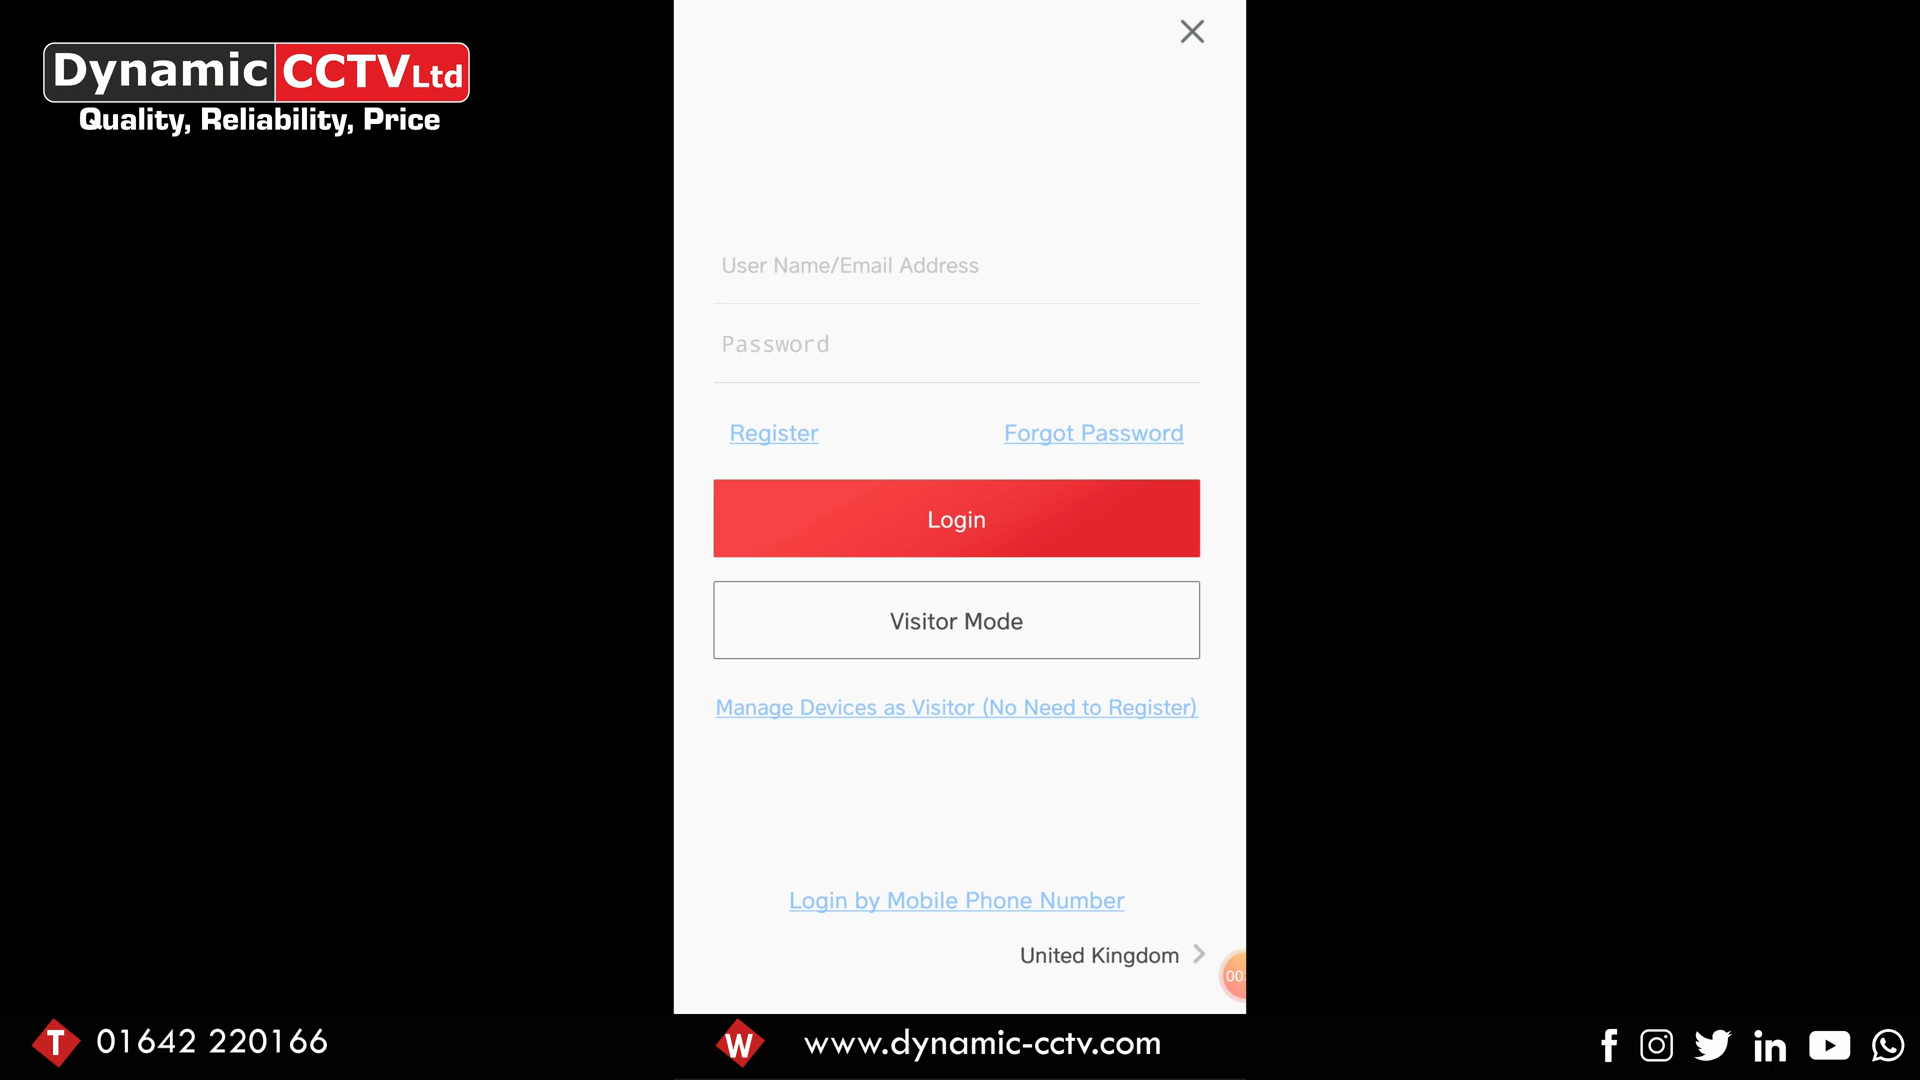 Dynamic CCTV Ltd
Quality, Reliability, Price
User Name/Email Address
Password
Register Forgot Password
Login
Visitor Mode
Manage Devices as Visitor (No Need to Register)
Login by Mobile Phone Number
United Kingdom
00
T 01642 220166
W www.dynamic-cctv.com